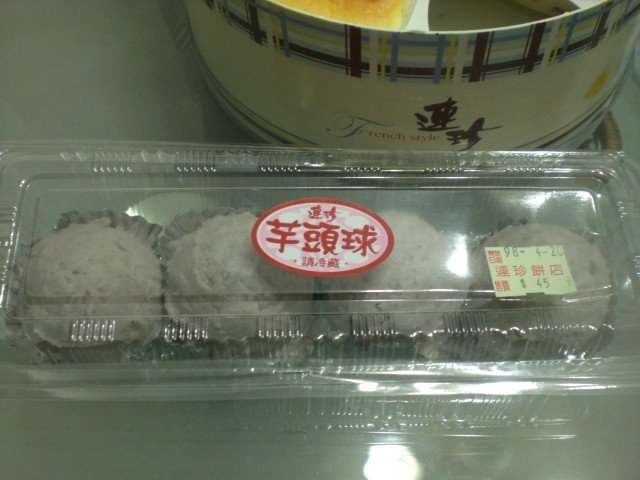 連珍
French style
連珍
芋頭球
·請冷藏·
98- 4-20
連珍餅店
$ 45 元